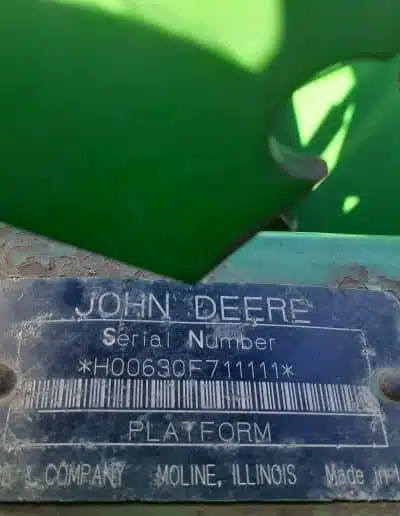 JOHN DEERE
Serial Number
*H00630F711111*
PLATFORM
& COMPANY MOLINE, ILLINOIS Made in